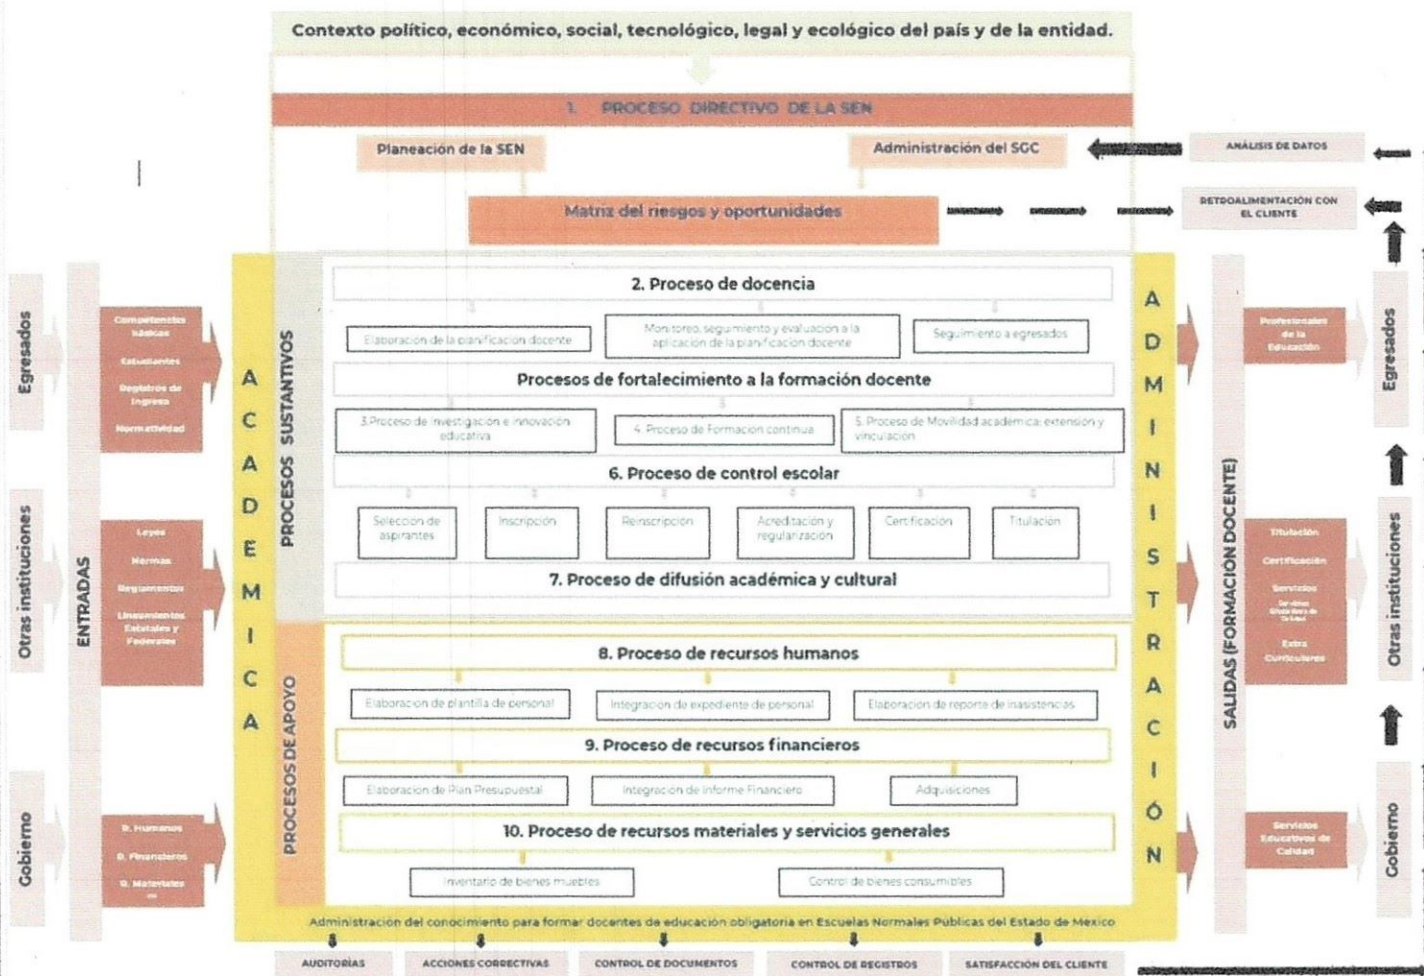 Contexto político, económico, social, tecnológico, legal y ecológico del país y de la entidad.
1. PROCESO DIRECTIVO DE LA SEN
Planeación de la SEN
Administración del SGC
ANÁLISIS DE DATOS
Matriz del riesgos y oportunidades
RETROALIMENTACIÓN CON
EL CLIENTE
Egresados
Otras instituciones
Gobierno
ENTRADAS
Competencias
básicas
Estudiantes
Registros de
Ingreso
Normatividad
Leyes
Normas
Reglamentos
Lineamientos
Estatales y
Federales
R. Humanos
R. Financieros
R. Materiales
ACADEMICA
PROCESOS SUSTANTIVOS
2. Proceso de docencia
Elaboración de la planificación docente
Monitoreo, seguimiento y evaluación a la
aplicación de la planificación docente
Seguimiento a egresados
Procesos de fortalecimiento a la formación docente
3.Proceso de Investigación e innovación
educativa
4. Proceso de Formación continua
5. Proceso de Movilidad académica: extensión y
vinculación
6. Proceso de control escolar
Selección de
aspirantes
Inscripción
Reinscripción
Acreditación y
regularización
Certificación
Titulación
7. Proceso de difusión académica y cultural
PROCESOS DE APOYO
8. Proceso de recursos humanos
Elaboracion de plantilla de personal
Integración de expediente de personal
Elaboracion de reporte de inasistencias
9. Proceso de recursos financieros
Elaboracion de Plan Presupuestal
Integración de Informe Financiero
Adquisiciones
10. Proceso de recursos materiales y servicios generales
Inventario de bienes muebles
Control de bienes consumibles
ADMINISTRACIÓN
SALIDAS (FORMACIÓN DOCENTE)
Profesionales
de la
Educación
Titulación
Certificación
Servicios
Extra
Curriculares
Servicios
Educativos de
Calidad
Egresados
Otras instituciones
Gobierno
Administración del conocimiento para formar docentes de educación obligatoria en Escuelas Normales Públicas del Estado de Mexico
AUDITORÍAS
ACCIONES CORRECTIVAS
CONTROL DE DOCUMENTOS
CONTROL DE REGISTROS
SATISFACCIÓN DEL CLIENTE